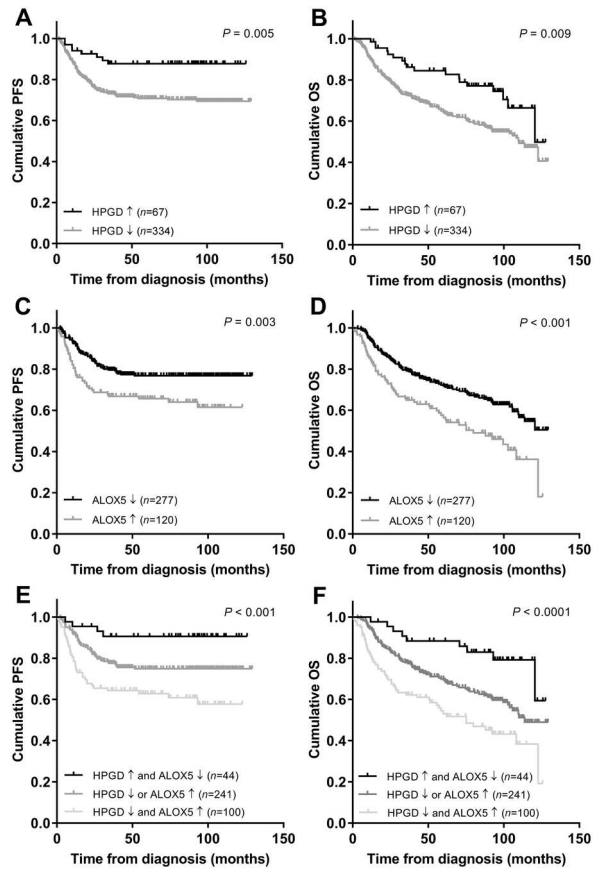 A
P = 0.005
Cumulative PFS
1.0
0.8
0.6
0.4
0.2
0.0
HPGD ↑ (n=67)
HPGD ↓ (n=334)
0 50 100 150
Time from diagnosis (months)
B
P = 0.009
Cumulative OS
1.0
0.8
0.6
0.4
0.2
0.0
HPGD ↑ (n=67)
HPGD ↓ (n=334)
0 50 100 150
Time from diagnosis (months)
C
P = 0.003
Cumulative PFS
1.0
0.8
0.6
0.4
0.2
0.0
ALOX5 ↓ (n=277)
ALOX5 ↑ (n=120)
0 50 100 150
Time from diagnosis (months)
D
P < 0.001
Cumulative OS
1.0
0.8
0.6
0.4
0.2
0.0
ALOX5 ↓ (n=277)
ALOX5 ↑ (n=120)
0 50 100 150
Time from diagnosis (months)
E
P < 0.001
Cumulative PFS
1.0
0.8
0.6
0.4
0.2
0.0
HPGD ↑ and ALOX5 ↓ (n=44)
HPGD ↓ or ALOX5 ↑ (n=241)
HPGD ↓ and ALOX5 ↑ (n=100)
0 50 100 150
Time from diagnosis (months)
F
P < 0.0001
Cumulative OS
1.0
0.8
0.6
0.4
0.2
0.0
HPGD ↑ and ALOX5 ↓ (n=44)
HPGD ↓ or ALOX5 ↑ (n=241)
HPGD ↓ and ALOX5 ↑ (n=100)
0 50 100 150
Time from diagnosis (months)